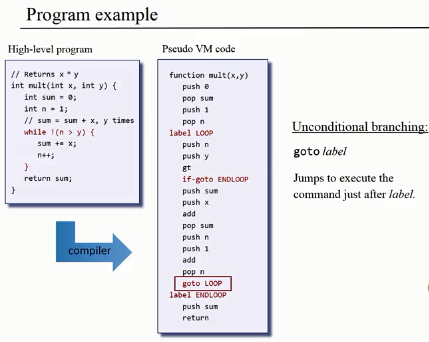 Program example
High-level program
// Returns x * y
int mult(int x, int y) {
int sum = 0;
int n = 1;
// sum = sum + x, y times
while !(n > y) {
sum += x;
n++;
}
return sum;
}
compiler
Pseudo VM code
function mult(x,y)
push 0
pop sum
push 1
pop n
label LOOP
push n
push y
gt
if-goto ENDLOOP
push sum
push x
add
pop sum
push n
push 1
add
pop n
goto LOOP
label ENDLOOP
push sum
return
Unconditional branching:
goto label
Jumps to execute the
command just after label.